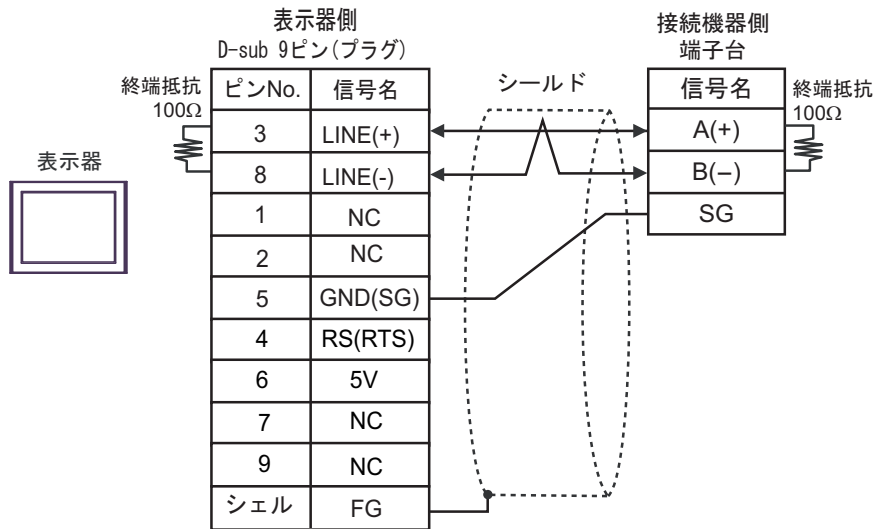 表示器側
D-sub 9ピン(プラグ)
接続機器側
端子台
終端抵抗
100Ω
ピンNo. 信号名
シールド
信号名
終端抵抗
100Ω
3 LINE(+)
A(+)
表示器
8 LINE(-)
B(–)
1 NC
SG
2 NC
5 GND(SG)
4 RS(RTS)
6 5V
7 NC
9 NC
シェル FG